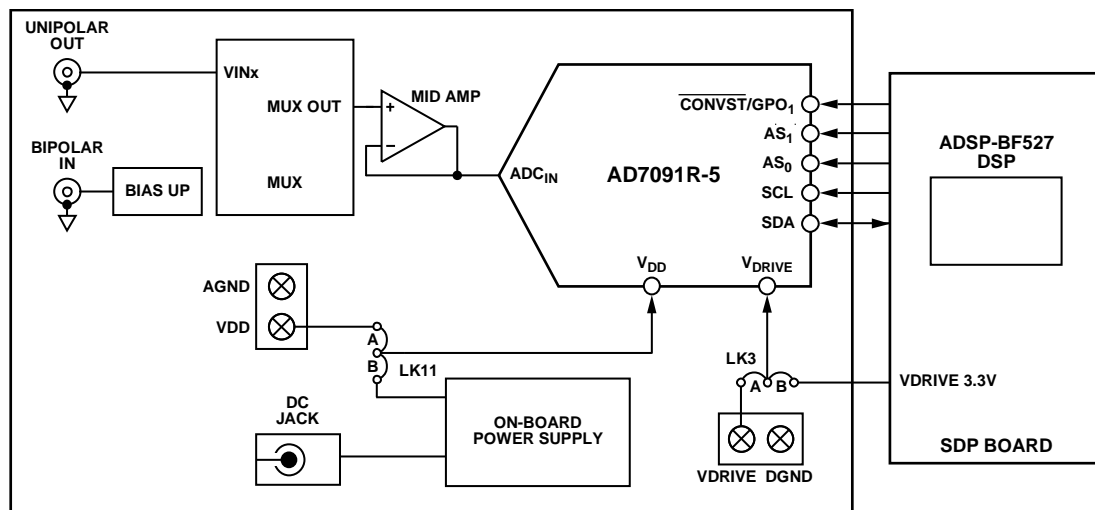 UNIPOLAR
OUT
VINx
MUX OUT
MUX
MID AMP
+
–
BIPOLAR
IN
BIAS UP
ADCIN
AD7091R-5
CONVST/GPO1
AS1
AS0
SCL
SDA
VDD
VDRIVE
ADSP-BF527
DSP
AGND
VDD
A
B
LK11
DC
JACK
ON-BOARD
POWER SUPPLY
LK3
A
B
VDRIVE DGND
VDRIVE 3.3V
SDP BOARD